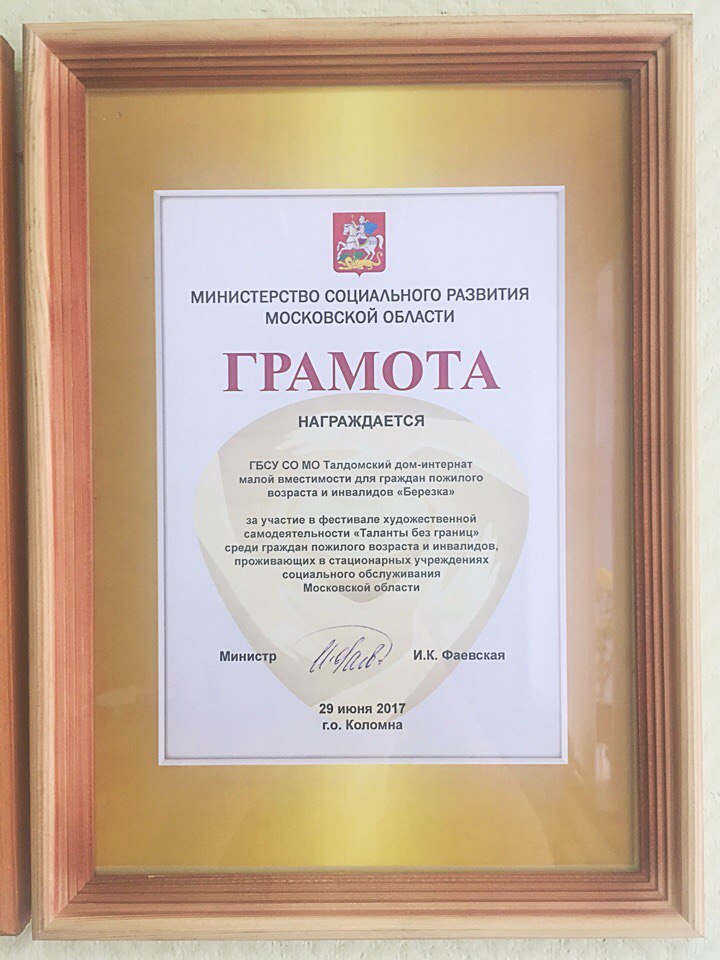 МИНИСТЕРСТВО СОЦИАЛЬНОГО РАЗВИТИЯ
МОСКОВСКОЙ ОБЛАСТИ
ГРАМОТА
НАГРАЖДАЕТСЯ
ГБСУ СО МО Талдомский дом-интернат
малой вместимости для граждан пожилого
возраста и инвалидов «Березка»
за участие в фестивале художественной
самодеятельности «Таланты без границ»
среди граждан пожилого возраста и инвалидов,
проживающих в стационарных учреждениях
социального обслуживания
Московской области
Министр И.К. Фаевская
29 июня 2017
г.о. Коломна